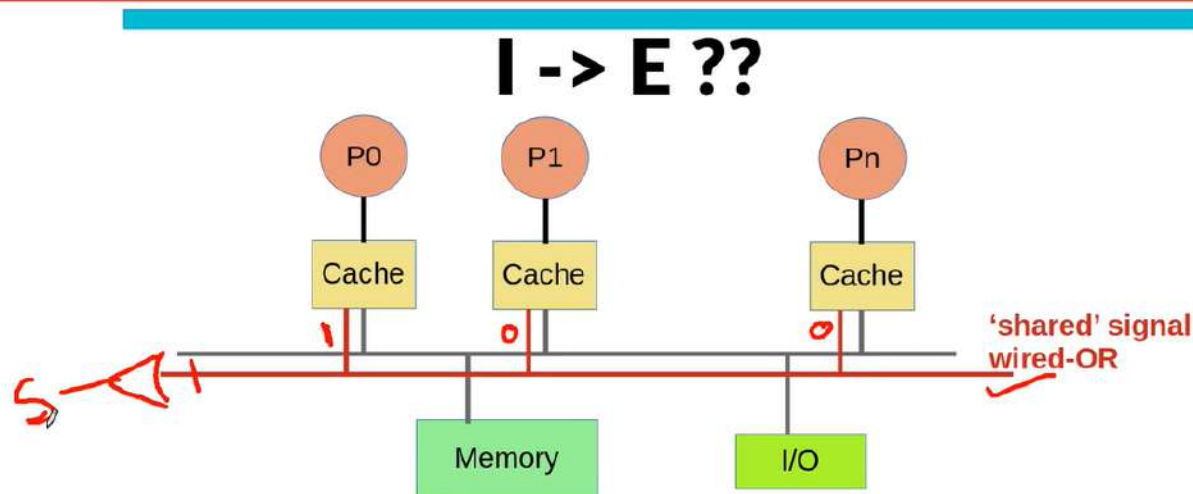 I -> E ??
P0
P1
Pn
Cache
Cache
Cache
1
0
0
'shared' signal
wired-OR
1
S
Memory
I/O